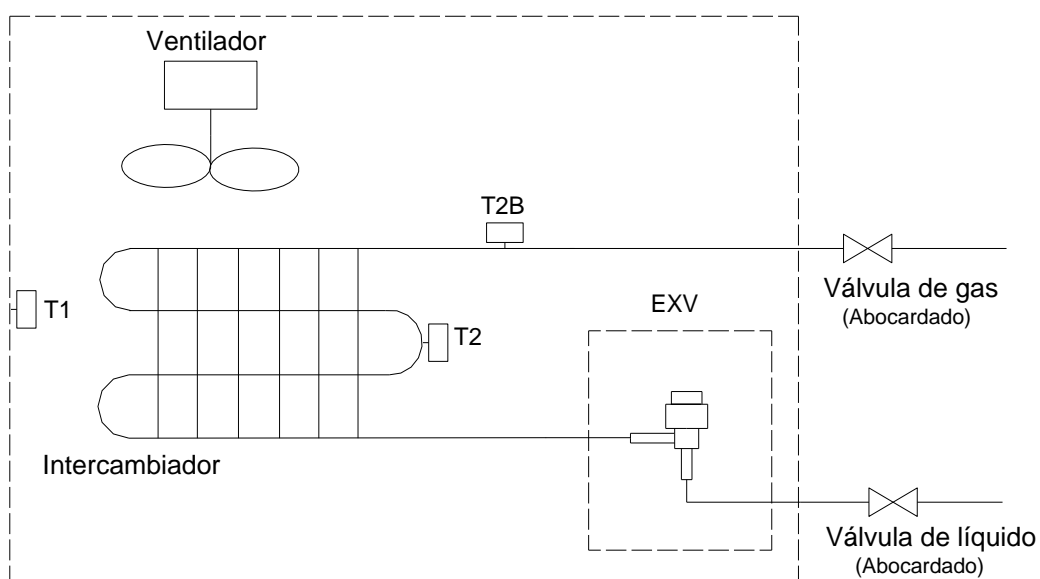 Ventilador
T2B
Válvula de gas
(Abocardado)
T1
EXV
T2
Intercambiador
Válvula de líquido
(Abocardado)